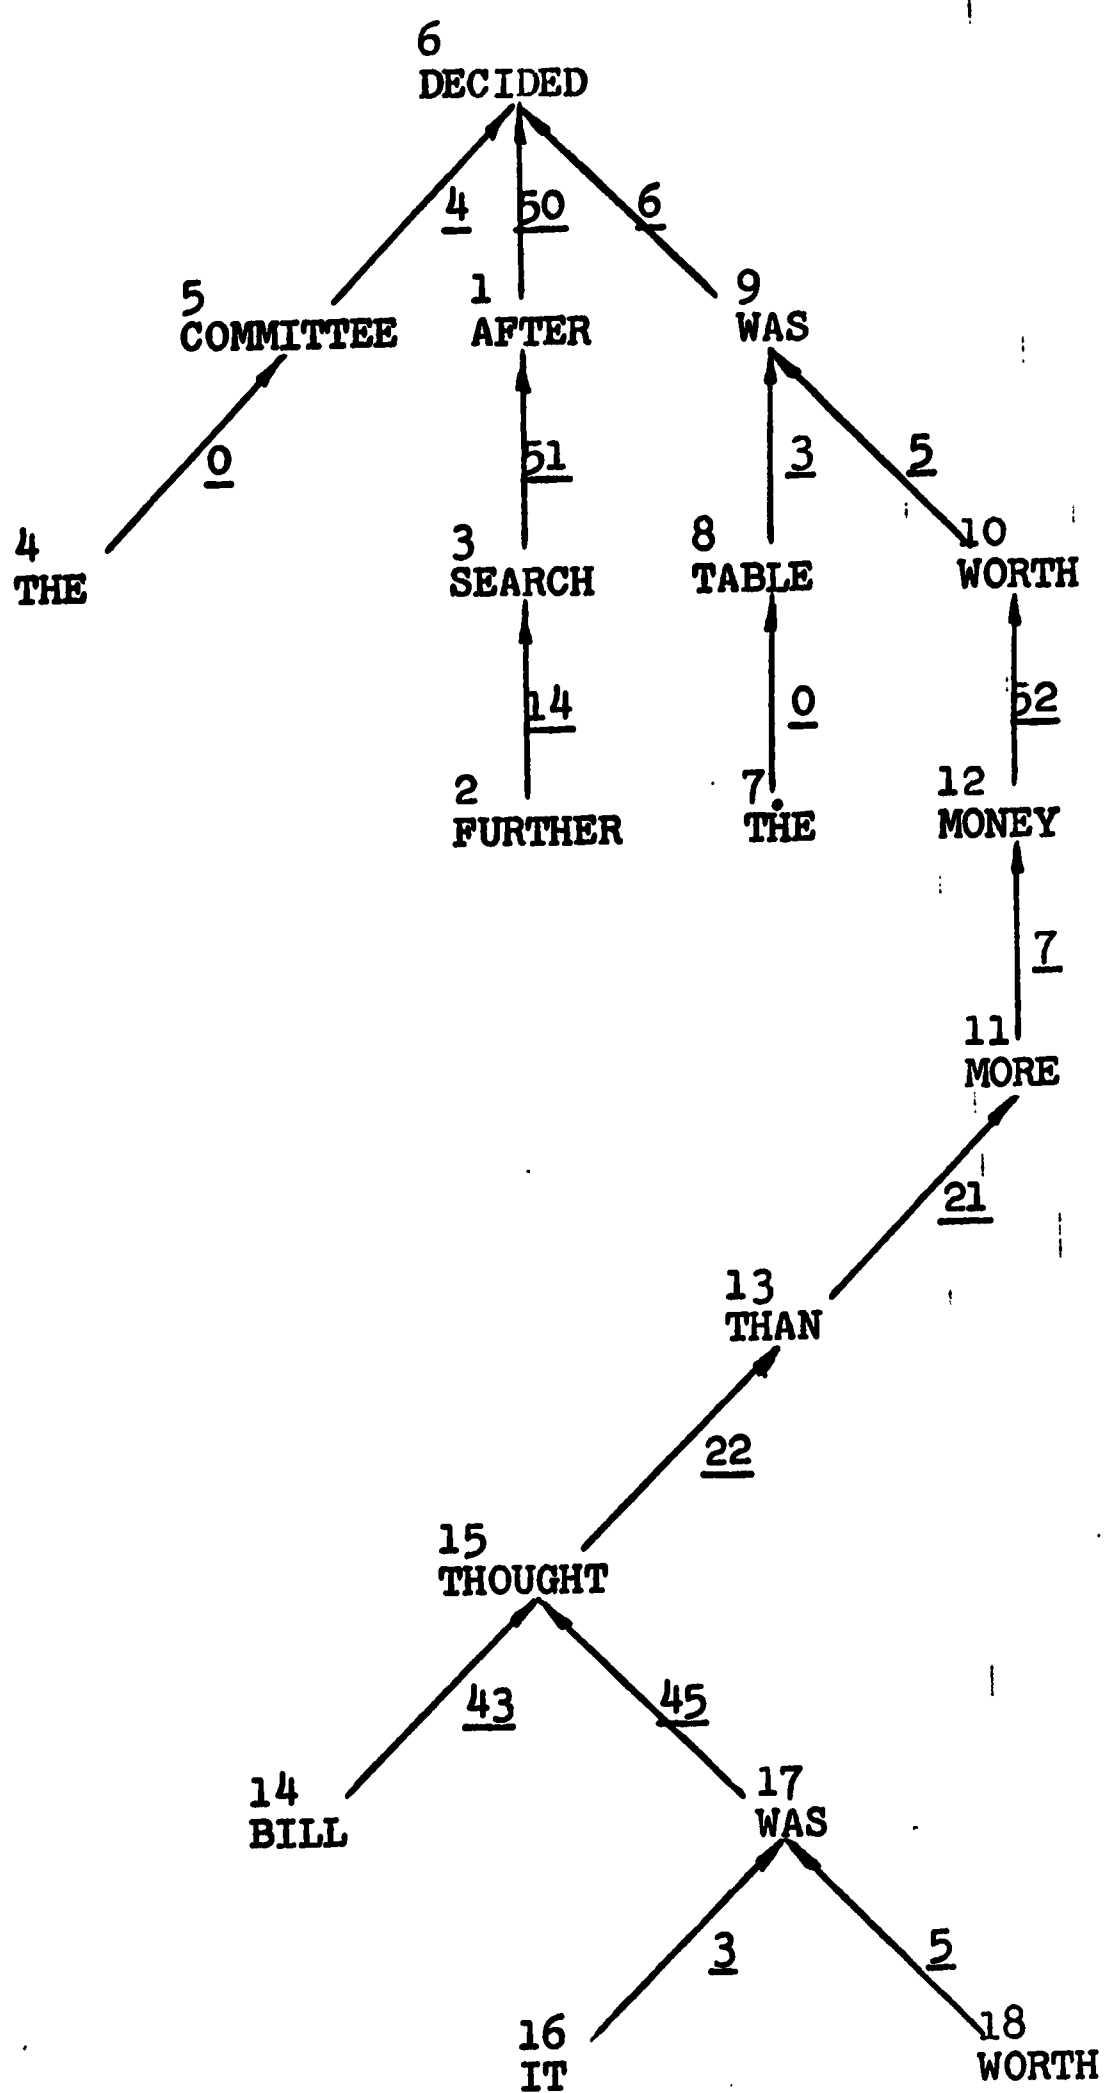 6
DECIDED
4 50 6
5 1 9
COMMITTEE AFTER WAS
0 51 3 5
4 3 8 10
THE SEARCH TABLE WORTH
14 0 52
2 7 12
FURTHER THE MONEY
7
11
MORE
21
13
THAN
22
15
THOUGHT
43 45
14 17
BILL WAS
3 5
16 18
IT WORTH